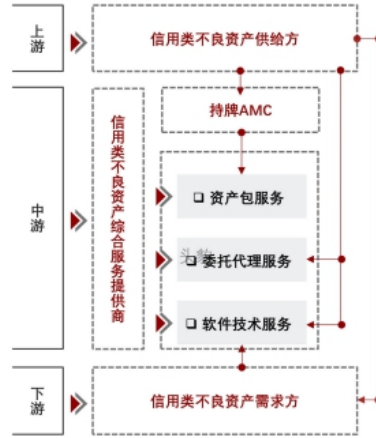 上游
信用类不良资产供给方
持牌AMC
中游
信用类不良资产综合服务提供商
资产包服务
头豹
委托代理服务
软件技术服务
下游
信用类不良资产需求方